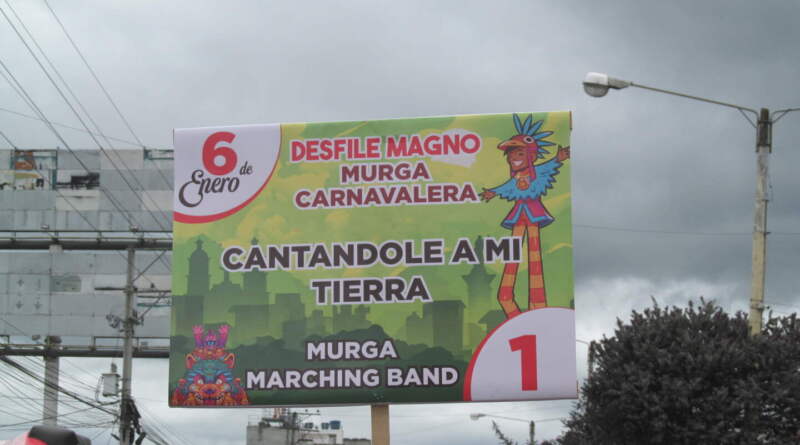 6 de
Enero
DESFILE MAGNO
MURGA
CARNAVALERA
CANTANDOLE A MI
TIERRA
MURGA
MARCHING BAND
1